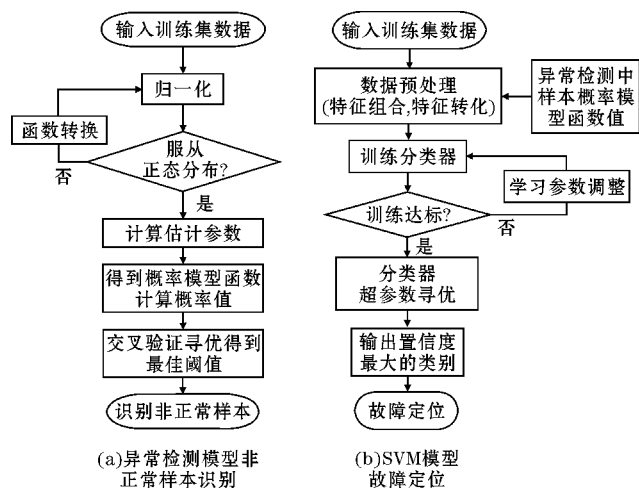 输入训练集数据
归一化
函数转换
服从
正态分布?
否
是
计算估计参数
得到概率模型函数
计算概率值
交叉验证寻优得到
最佳阈值
识别非正常样本
(a)异常检测模型非
正常样本识别
输入训练集数据
数据预处理
(特征组合,特征转化)
异常检测中
样本概率模
型函数值
训练分类器
学习参数调整
训练达标?
否
是
分类器
超参数寻优
输出置信度
最大的类别
故障定位
(b)SVM模型
故障定位